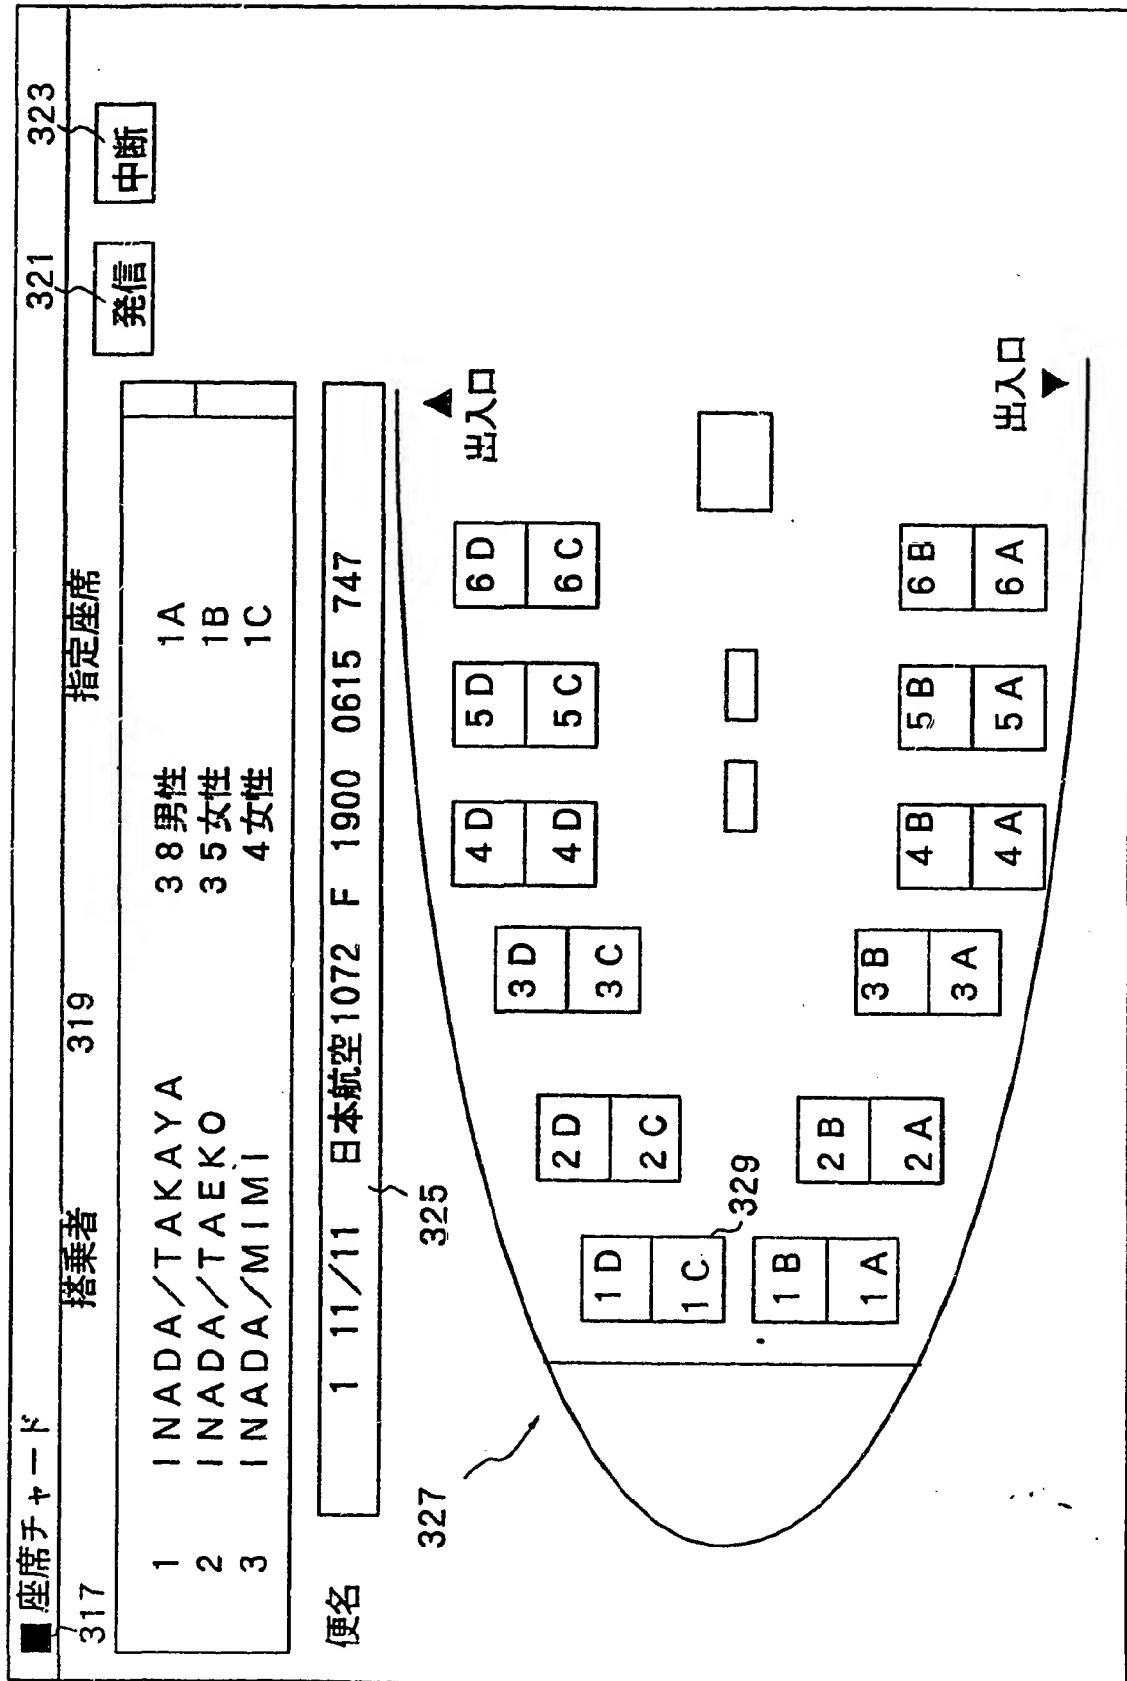 ■座席チャード
317
搭乗者
319
指定座席
321
発信
323
中断
1 INADA/TAKAYA 38男性 1A
2 INADA/TAEKO 35女性 1B
3 INADA/MIMI 4女性 1C
便名
1 11/11 日本航空1072 F 1900 0615 747
325
327
▲
出入口
1D 2D 3D 4D 5D 6D
1C 2C 3C 4D 5C 6C
329
1B 2B 3B 4B 5B 6B
1A 2A 3A 4A 5A 6A
出入口
▼